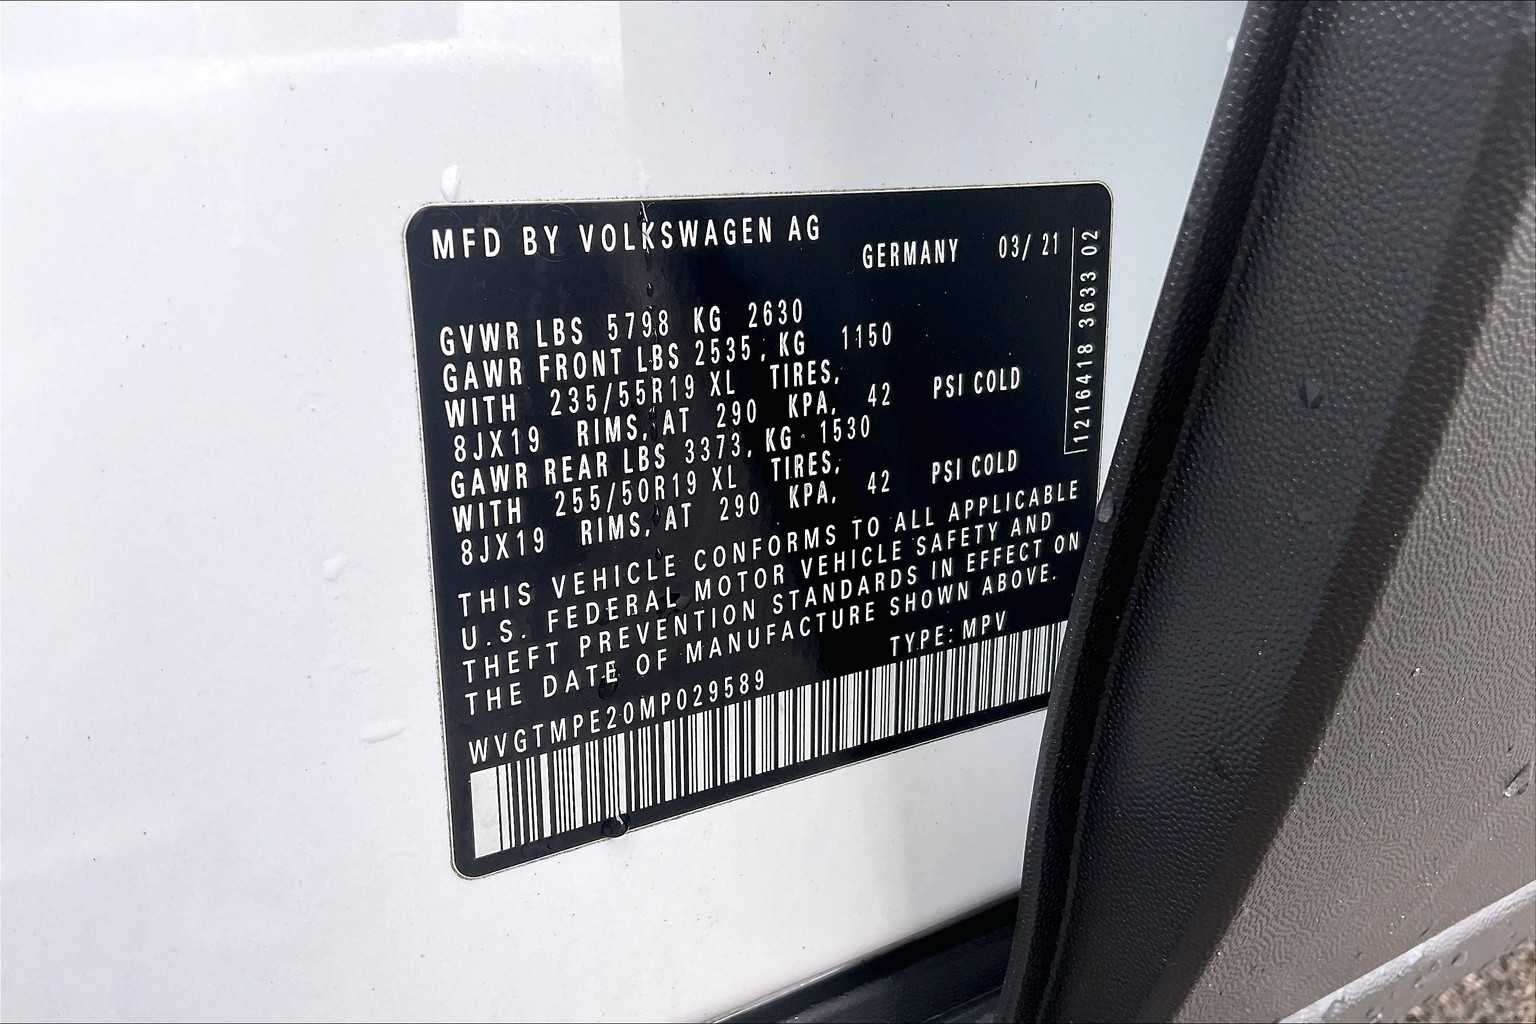 MFD BY VOLKSWAGEN AG
GERMANY 03/ 21
GVWR LBS 5798 KG 2630
GAWR FRONT LBS 2535, KG 1150
WITH 235/55R19 XL TIRES,
8JX19 RIMS, AT 290 KPA, 42 PSI COLD
GAWR REAR LBS 3373, KG 1530
WITH 255/50R19 XL TIRES,
8JX19 RIMS, AT 290 KPA, 42 PSI COLD
THIS VEHICLE CONFORMS TO ALL APPLICABLE
U.S. FEDERAL MOTOR VEHICLE SAFETY AND
THEFT PREVENTION STANDARDS IN EFFECT ON
THE DATE OF MANUFACTURE SHOWN ABOVE.
WVGTMPE20MP029589 TYPE: MPV
1216418 3633 02